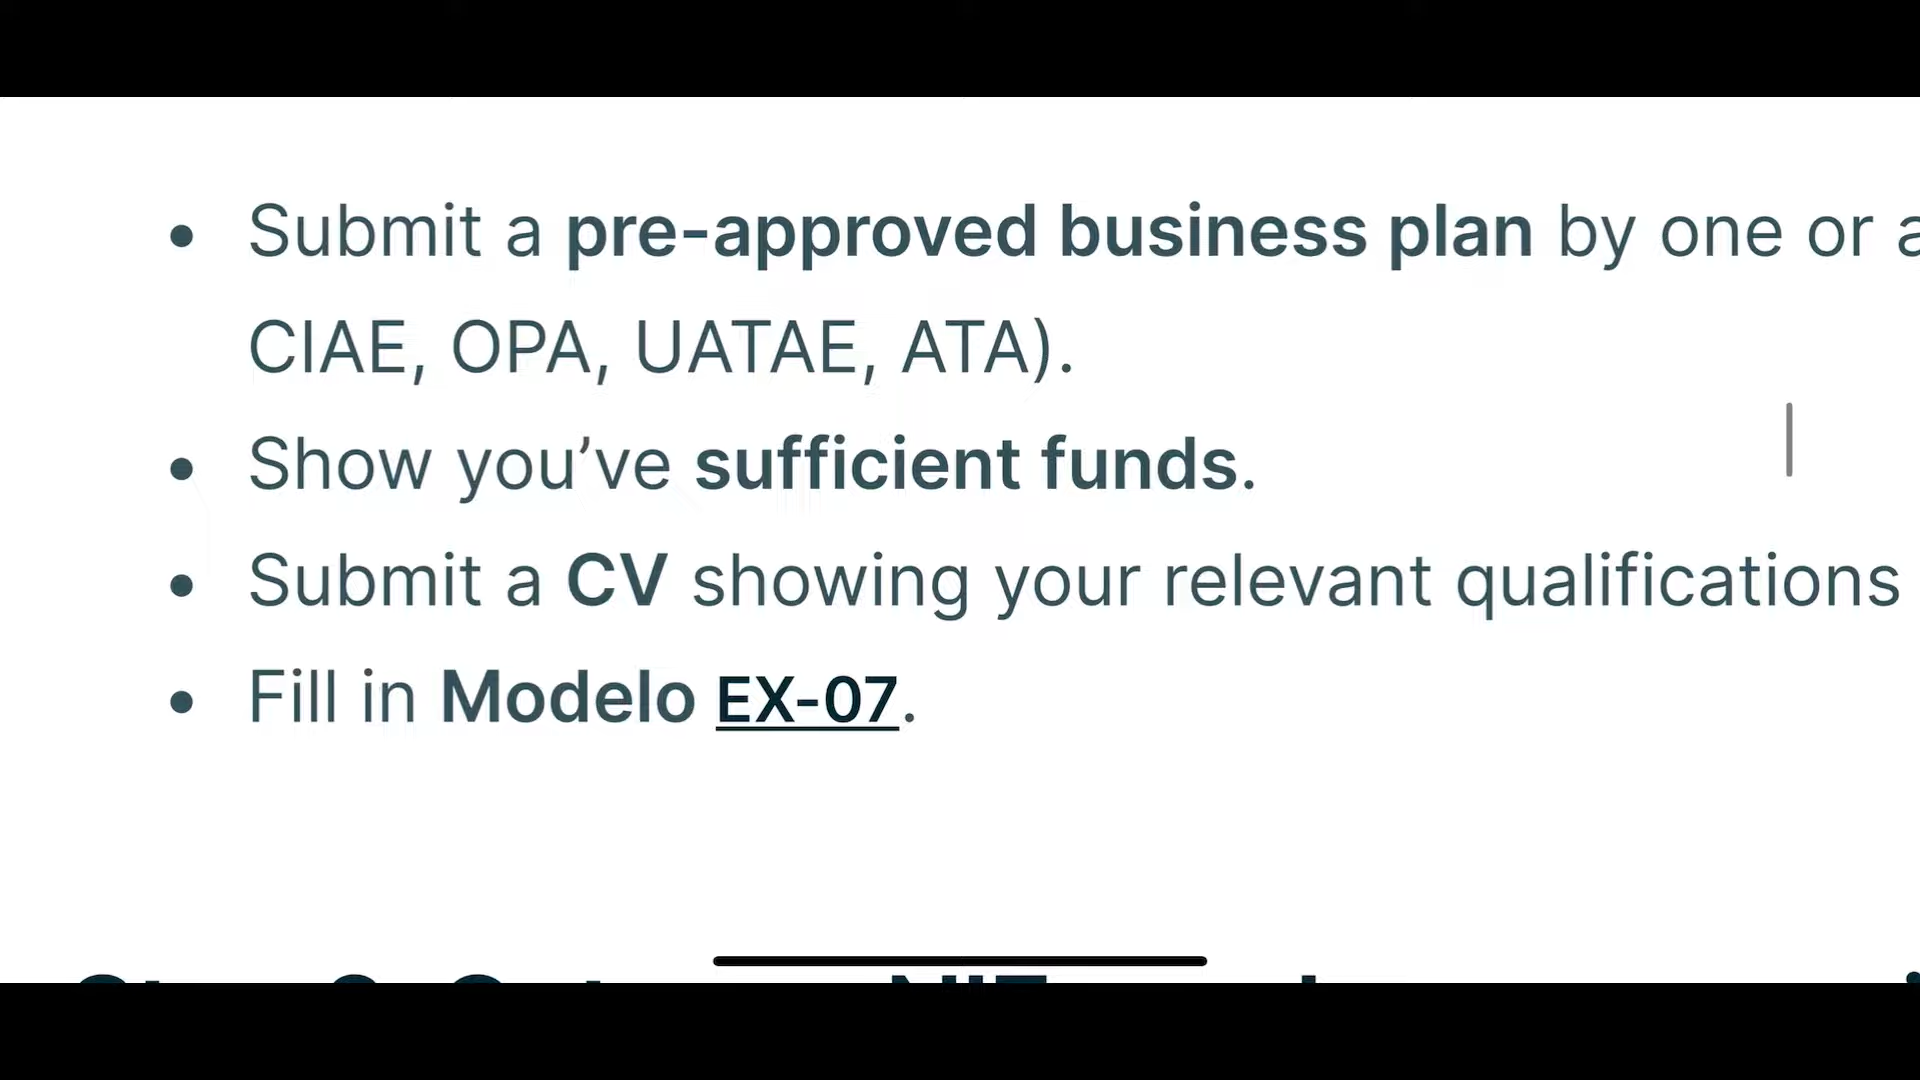 Submit a pre-approved business plan by one or
CIAE, OPA, UATAE, ATA).
Show you’ve sufficient funds.
Submit a CV showing your relevant qualifications
Fill in Modelo EX-07.